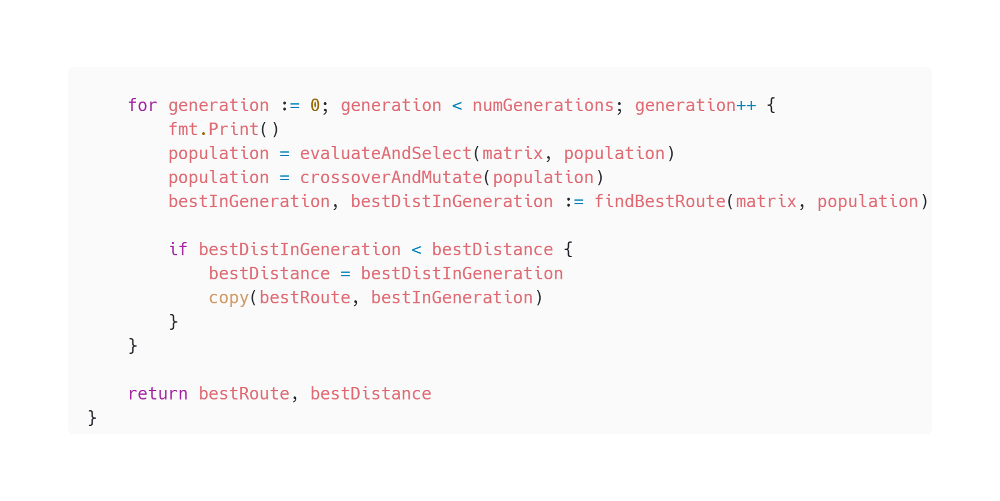 for generation := 0; generation < numGenerations; generation++ {
fmt.Print()
population = evaluateAndSelect(matrix, population)
population = crossoverAndMutate(population)
bestInGeneration, bestDistInGeneration := findBestRoute(matrix, population)
if bestDistInGeneration < bestDistance {
bestDistance = bestDistInGeneration
copy(bestRoute, bestInGeneration)
}
}
return bestRoute, bestDistance
}